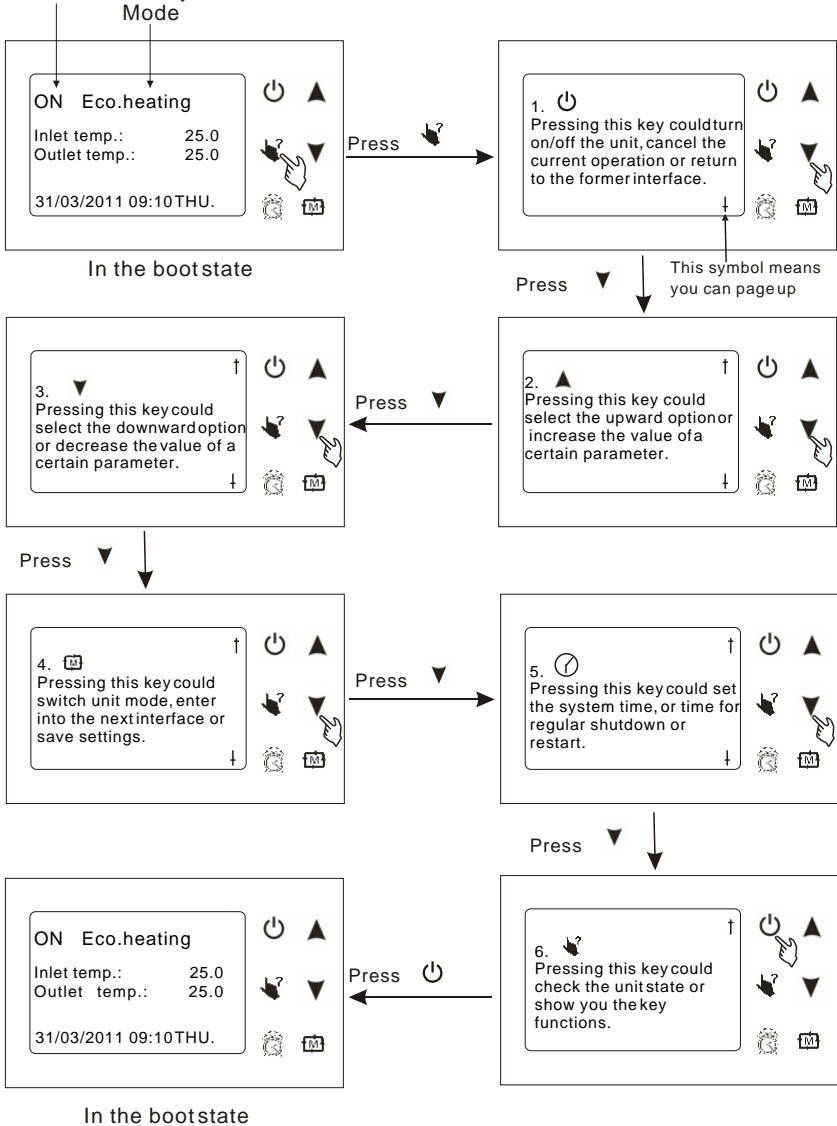 Mode
ON Eco.heating
Inlet temp.: 25.0
Outlet temp.: 25.0
31/03/2011 09:10THU.
In the boot state
Press
1.
Pressing this key could turn
on/off the unit, cancel the
current operation or return
to the former interface.
This symbol means
you can page up
Press
2.
Pressing this key could
select the upward option or
increase the value of a
certain parameter.
Press
3.
Pressing this key could
select the downward option
or decrease the value of a
certain parameter.
Press
4. M
Pressing this key could
switch unit mode, enter
into the next interface or
save settings.
Press
5.
Pressing this key could set
the system time, or time for
regular shutdown or
restart.
Press
6. ?
Pressing this key could
check the unit state or
show you the key
functions.
Press
ON Eco.heating
Inlet temp.: 25.0
Outlet temp.: 25.0
31/03/2011 09:10THU.
In the boot state